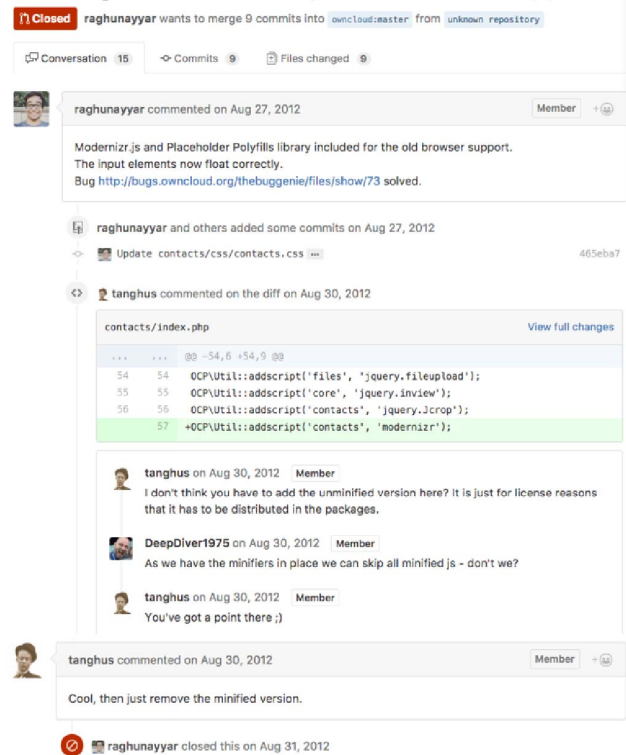 Closed raghunayyar wants to merge 9 commits into owncloud:master from unknown repository
Conversation 15 Commits 9 Files changed 9
raghunayyar commented on Aug 27, 2012 Member
Modernizr.js and Placeholder Polyfills library included for the old browser support.
The input elements now float correctly.
Bug http://bugs.owncloud.org/thebuggenie/files/show/73 solved.
raghunayyar and others added some commits on Aug 27, 2012
Update contacts/css/contacts.css ... 465eba7
<> tanghus commented on the diff on Aug 30, 2012
contacts/index.php View full changes
... ... @@ -54,6 +54,9 @@
54 54 OCP\Util::addscript('files', 'jquery.fileupload');
55 55 OCP\Util::addscript('core', 'jquery.inview');
56 56 OCP\Util::addscript('contacts', 'jquery.Jcrop');
57 +OCP\Util::addscript('contacts', 'modernizr');
tanghus on Aug 30, 2012 Member
I don't think you have to add the unminified version here? It is just for license reasons
that it has to be distributed in the packages.
DeepDiver1975 on Aug 30, 2012 Member
As we have the minifiers in place we can skip all minified js - don't we?
tanghus on Aug 30, 2012 Member
You've got a point there ;)
tanghus commented on Aug 30, 2012 Member
Cool, then just remove the minified version.
raghunayyar closed this on Aug 31, 2012